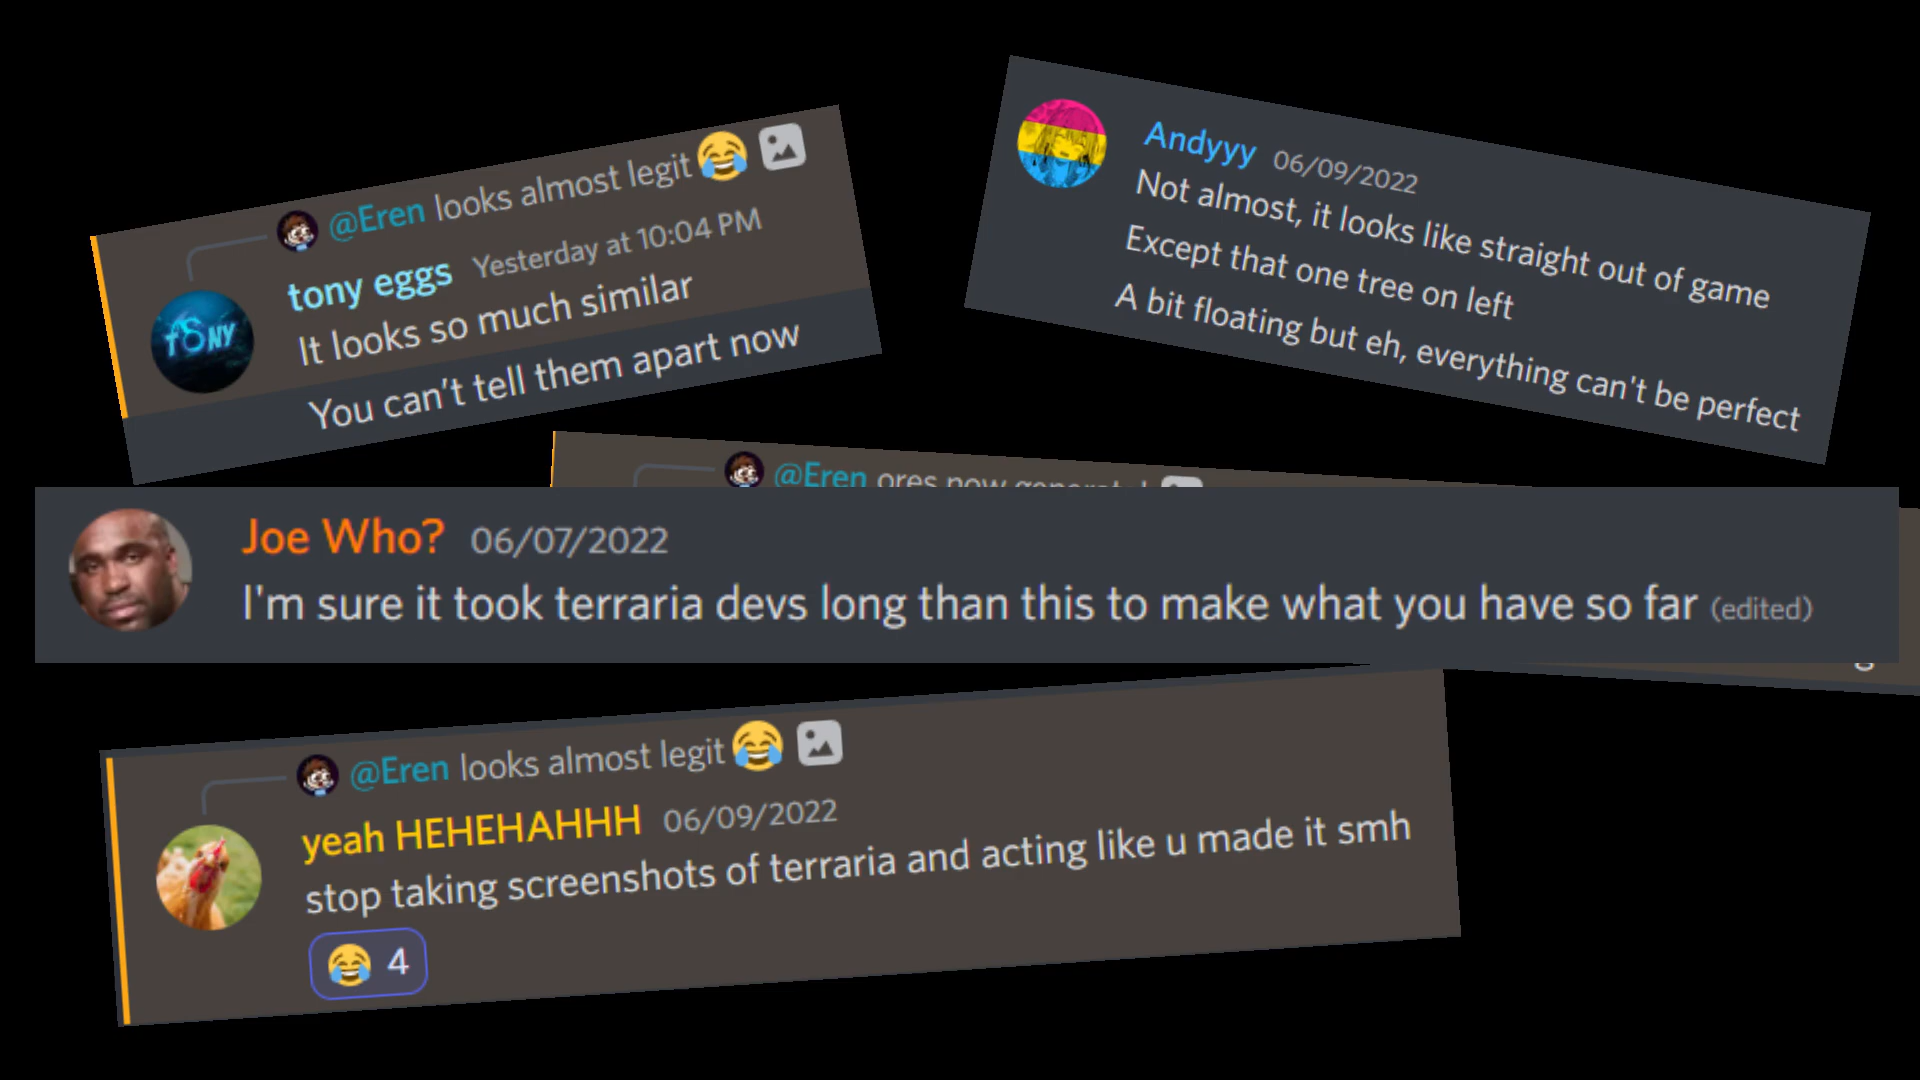 @Eren looks almost legit 😂
tony eggs Yesterday at 10:04 PM
TONY
It looks so much similar
You can't tell them apart now
Andyyy 06/09/2022
Not almost, it looks like straight out of game
Except that one tree on left
A bit floating but eh, everything can't be perfect
@Eren ores now
Joe Who? 06/07/2022
I'm sure it took terraria devs long than this to make what you have so far (edited)
@Eren looks almost legit 😂
yeah HEHEHAHHH 06/09/2022
stop taking screenshots of terraria and acting like u made it smh
😂 4